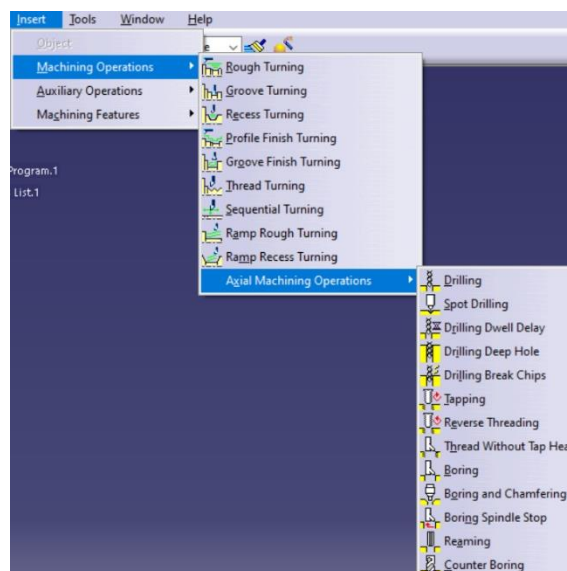 Insert Tools Window Help
Object
e
Machining Operations
Auxiliary Operations
Machining Features
Program.1
List.1
Rough Turning
Groove Turning
Recess Turning
Profile Finish Turning
Groove Finish Turning
Thread Turning
Sequential Turning
Ramp Rough Turning
Ramp Recess Turning
Axial Machining Operations
Drilling
Spot Drilling
Drilling Dwell Delay
Drilling Deep Hole
Drilling Break Chips
Tapping
Reverse Threading
Thread Without Tap Hea
Boring
Boring and Chamfering
Boring Spindle Stop
Reaming
Counter Boring